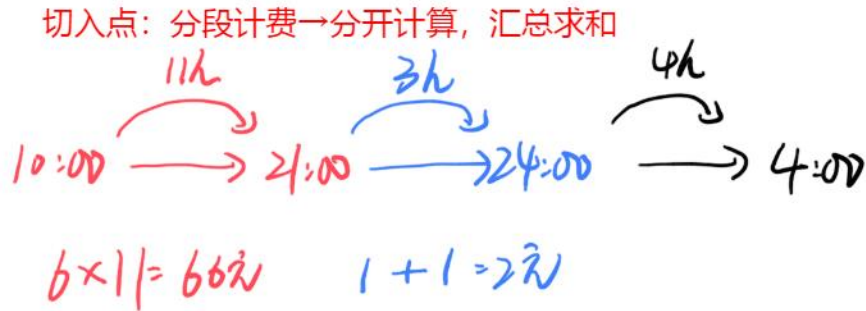 切入点：分段计费→分开计算，汇总求和
11h 3h 4h
10:00 → 21:00 → 24:00 → 4:00
6×11=66元 1+1=2元